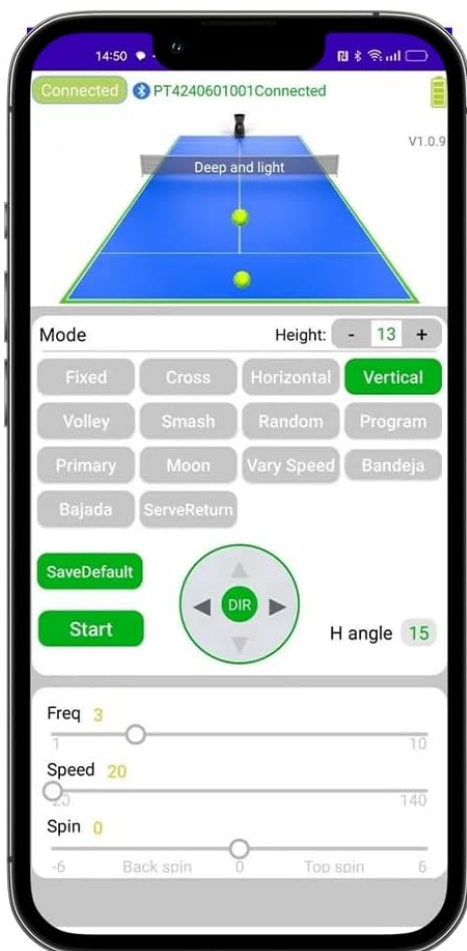 14:50
Connected PT4240601001Connected
V1.0.9
Deep and light
Mode Height: - 13 +
Fixed Cross Horizontal Vertical
Volley Smash Random Program
Primary Moon Vary Speed Bandeja
Bajada ServeReturn
SaveDefault
DIR
Start H angle 15
Freq 3
1 10
Speed 20
20 140
Spin 0
-6 Back spin 0 Top spin 6